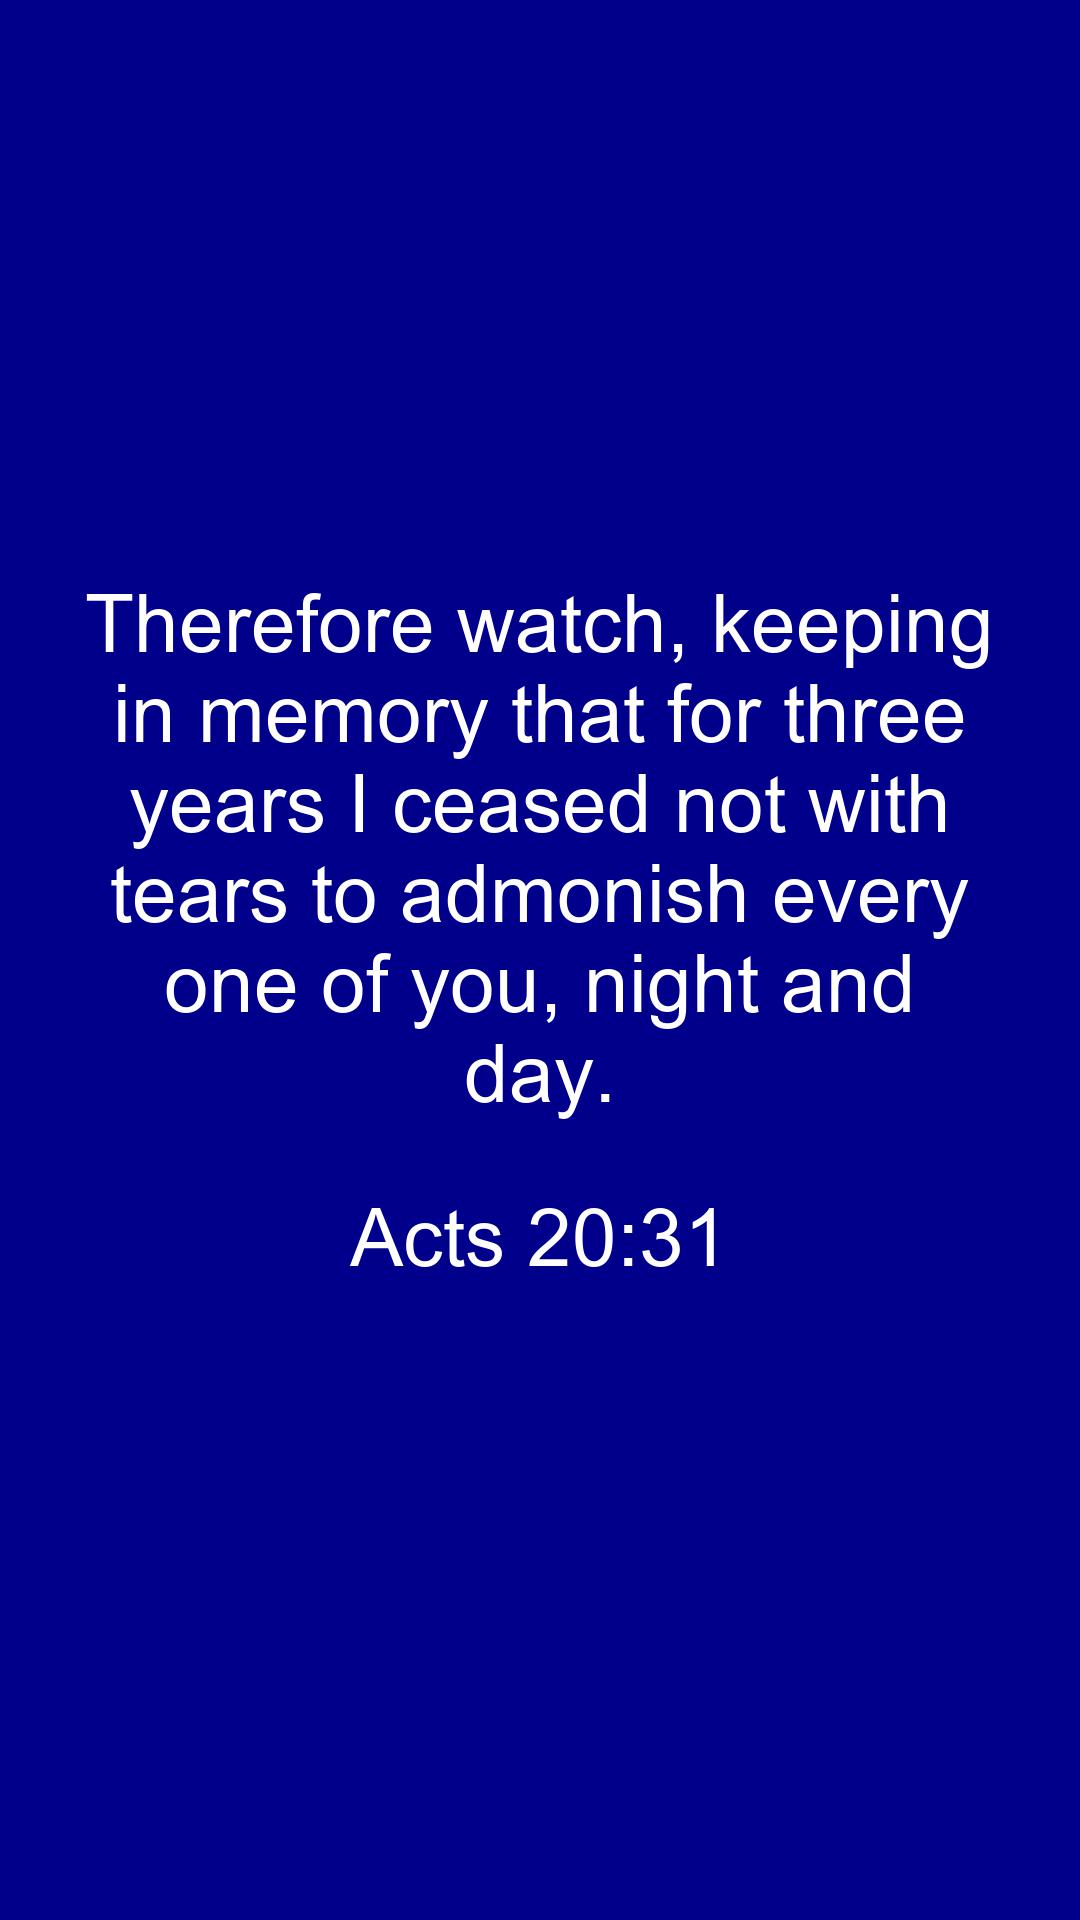 Therefore watch, keeping
in memory that for three
years I ceased not with
tears to admonish every
one of you, night and
day.
Acts 20:31